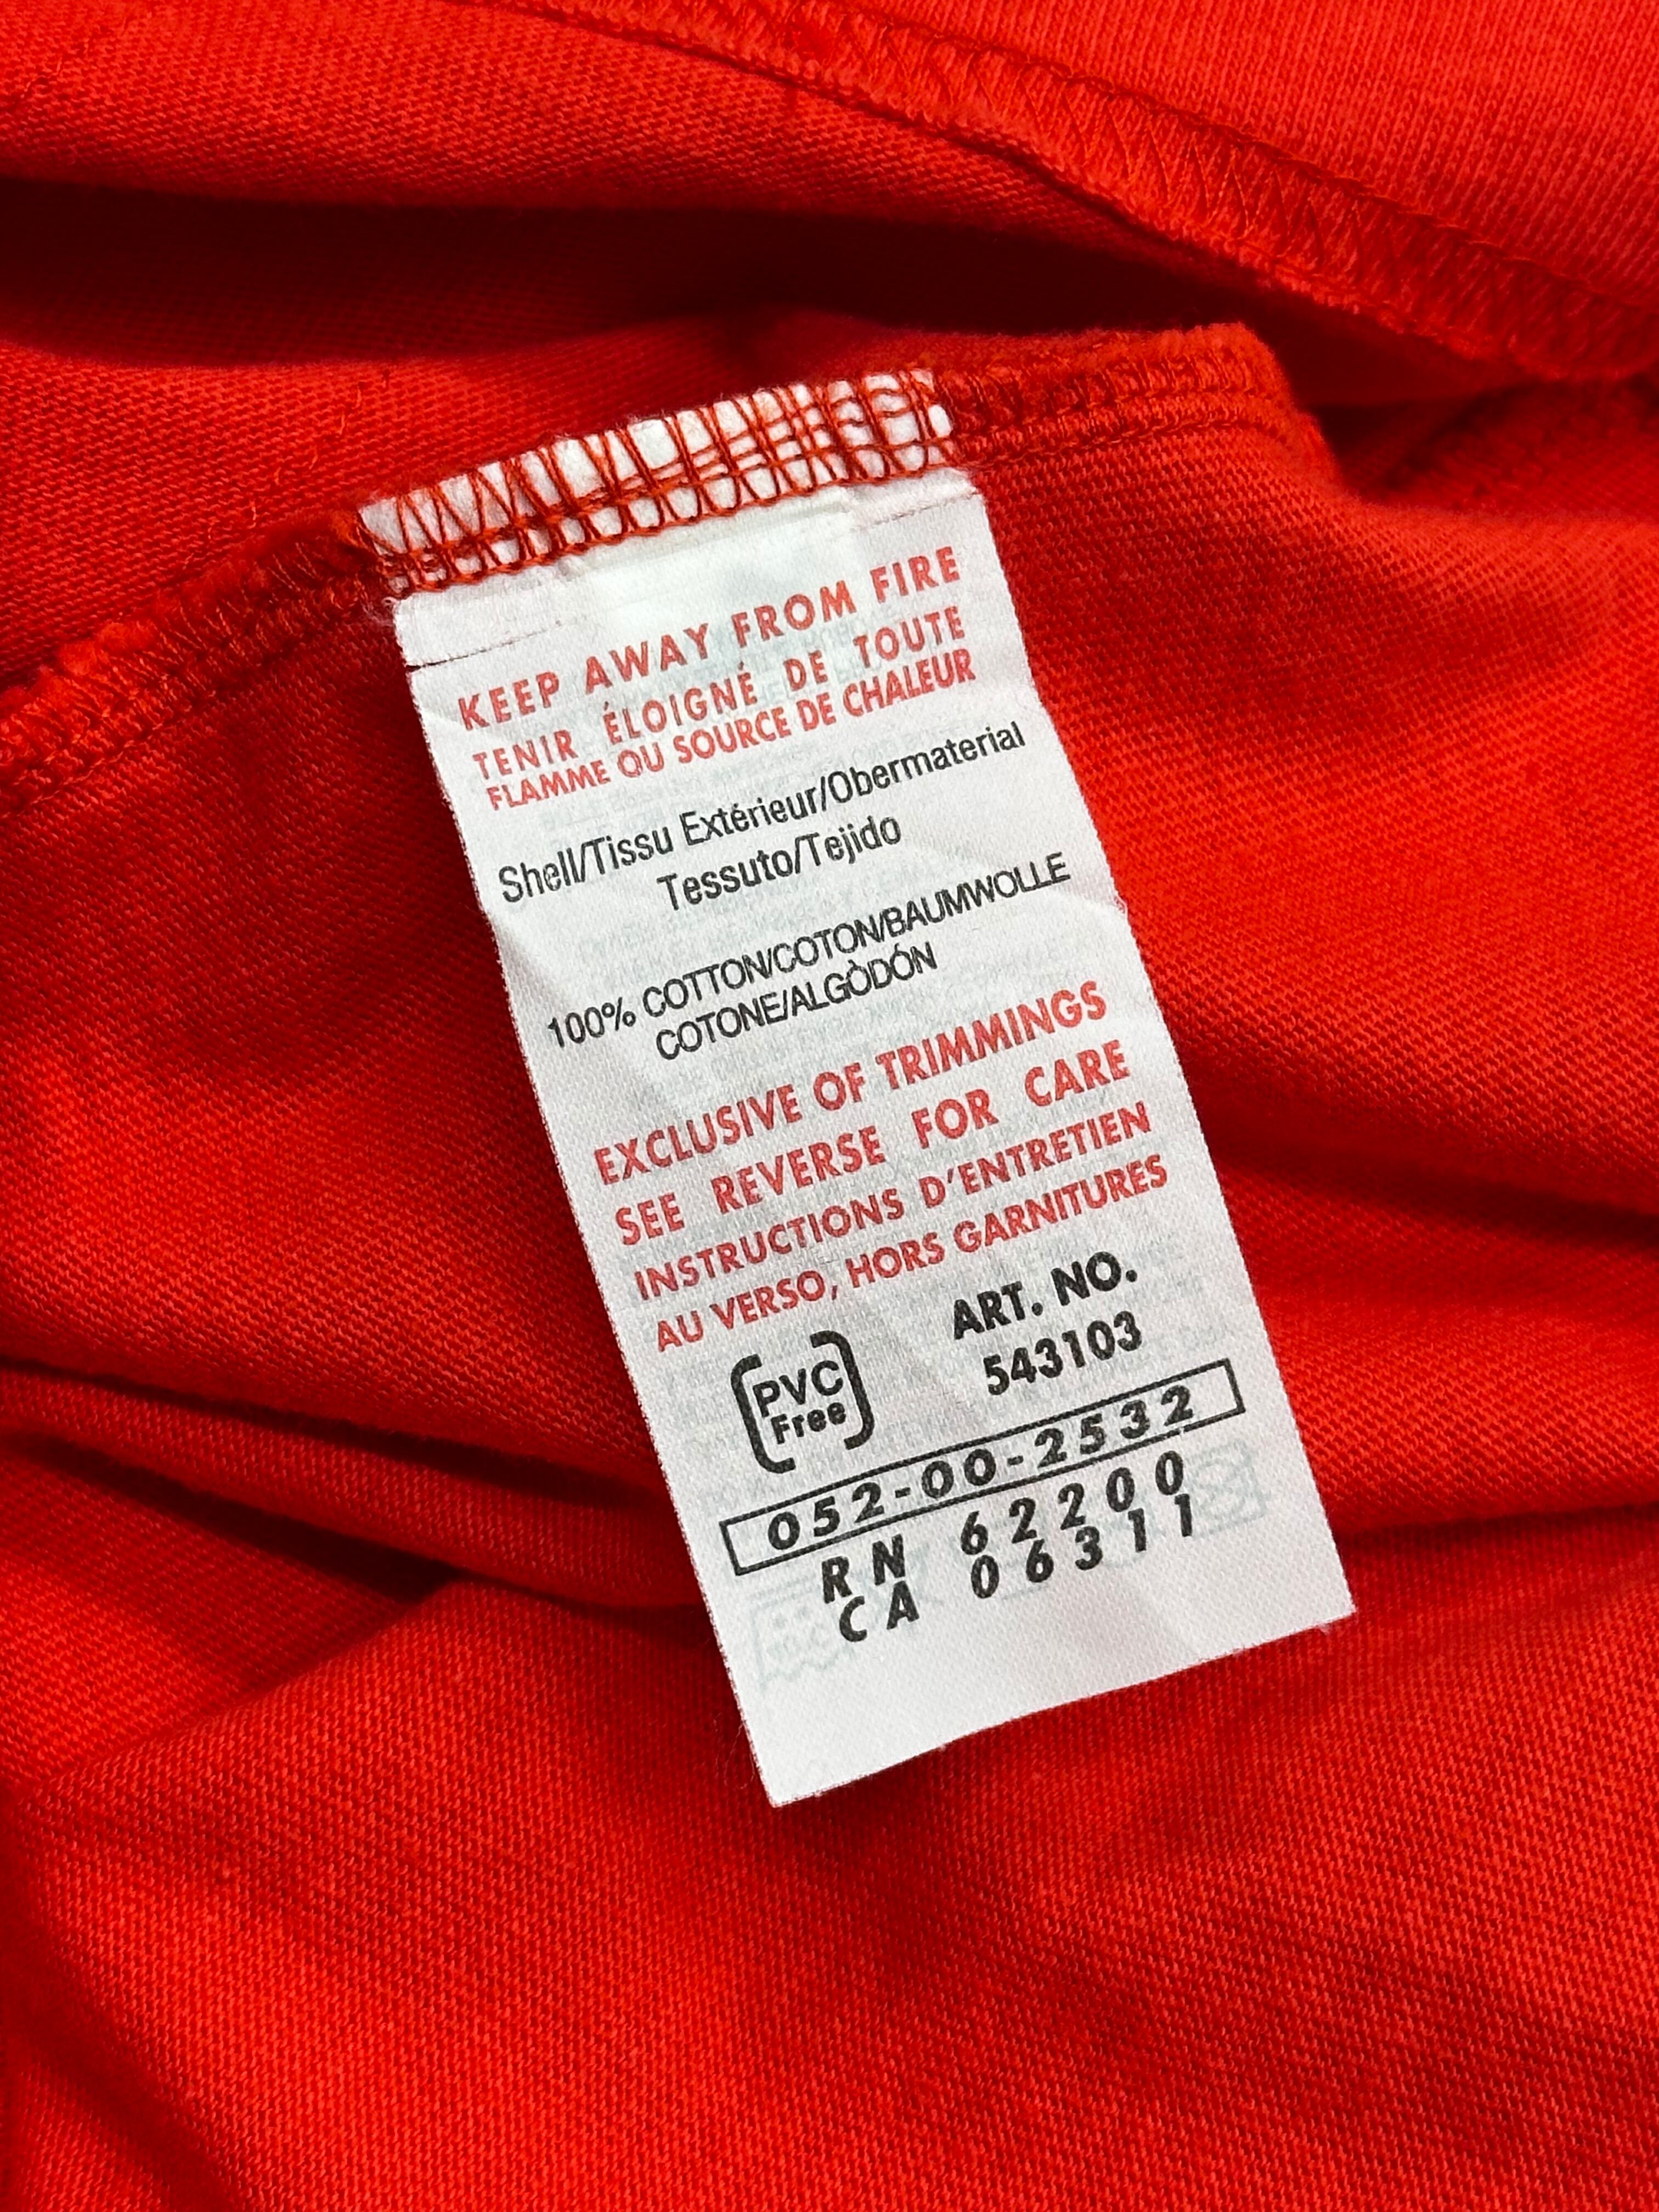 KEEP AWAY FROM FIRE
TENIR ÉLOIGNÉ DE TOUTE
FLAMME OU SOURCE DE CHALEUR
Shell/Tissu Extérieur/Obermaterial
Tessuto/Tejido
100% COTTON/COTON/BAUMWOLLE
COTONE/ALGÒDÓN
EXCLUSIVE OF TRIMMINGS
SEE REVERSE FOR CARE
INSTRUCTIONS D'ENTRETIEN
AU VERSO, HORS GARNITURES
PVC
Free
ART. NO.
543103
052-00-2532
RN 62200
CA 06311